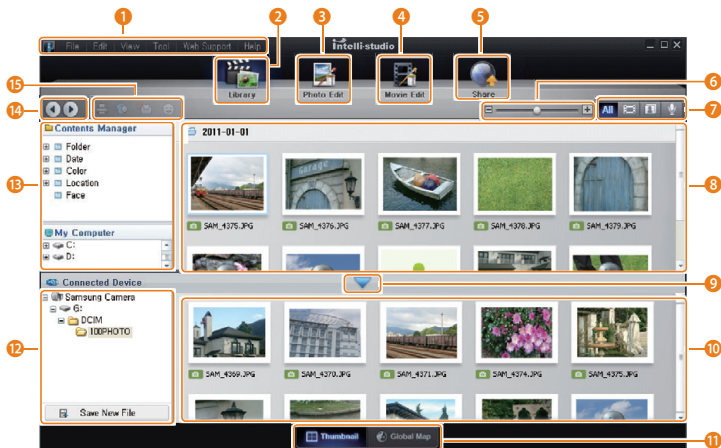 1
2
3
4
5
File Edit View Tool Web Support Help
intelli-studio
Library
Photo Edit
Movie Edit
Share
15
6
14
All
7
Contents Manager
Folder
Date
Color
Location
Face
13
2011-01-01
SAM_4375.JPG
SAM_4376.JPG
SAM_4377.JPG
SAM_4378.JPG
SAM_4379.JPG
8
My Computer
C:
D:
Connected Device
9
Samsung Camera
G:
DCIM
100PHOTO
12
SAM_4369.JPG
SAM_4370.JPG
SAM_4371.JPG
SAM_4374.JPG
SAM_4375.JPG
10
Save New File
Thumbnail
Global Map
11